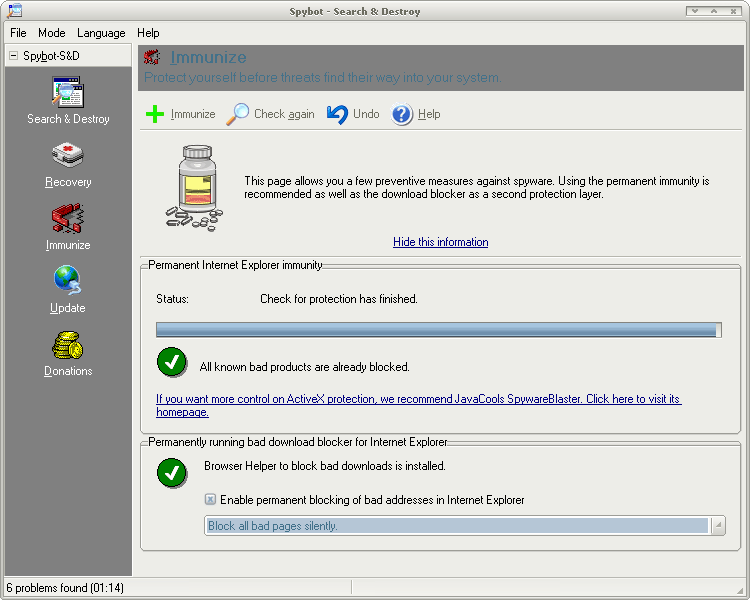 Spybot - Search & Destroy
File Mode Language Help
Spybot-S&D
Search & Destroy
Recovery
Immunize
Update
Donations
Immunize
Protect yourself before threats find their way into your system.
Immunize Check again Undo Help
This page allows you a few preventive measures against spyware. Using the permanent immunity is
recommended as well as the download blocker as a second protection layer.
Hide this information
Permanent Internet Explorer immunity
Status: Check for protection has finished.
All known bad products are already blocked.
If you want more control on ActiveX protection, we recommend JavaCools SpywareBlaster. Click here to visit its
homepage.
Permanently running bad download blocker for Internet Explorer
Browser Helper to block bad downloads is installed.
Enable permanent blocking of bad addresses in Internet Explorer
Block all bad pages silently.
6 problems found (01:14)